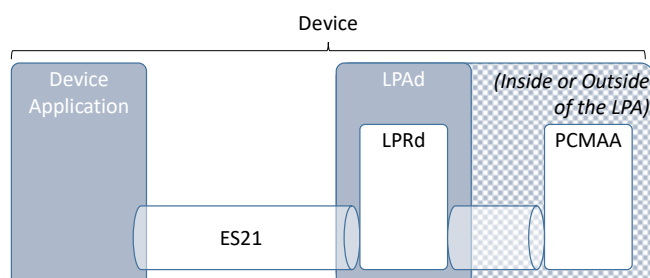 Device
Device
Application
LPAd
(Inside or Outside
of the LPA)
LPRd
PCMAA
ES21